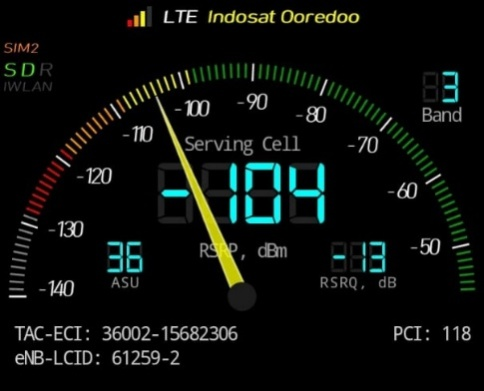 LTE Indosat Ooredoo
SIM2
SDR
IWLAN
3
Band
-140
-130
-120
-110
-100
-90
-80
-70
-60
-50
Serving Cell
-104
RSRP, dBm
36
ASU
-13
RSRQ, dB
TAC-ECI: 36002-15682306
PCI: 118
eNB-LCID: 61259-2